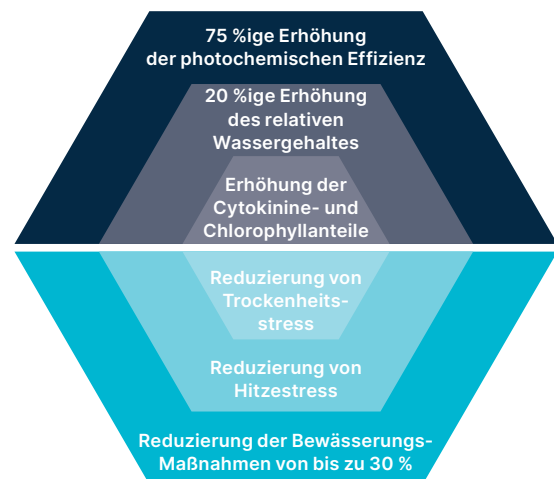 75 %ige Erhöhung
der photochemischen Effizienz
20 %ige Erhöhung
des relativen
Wassergehaltes
Erhöhung der
Cytokinine- und
Chlorophyllanteile
Reduzierung von
Trockenheits-
stress
Reduzierung von
Hitzestress
Reduzierung der Bewässerungs-
Maßnahmen von bis zu 30 %